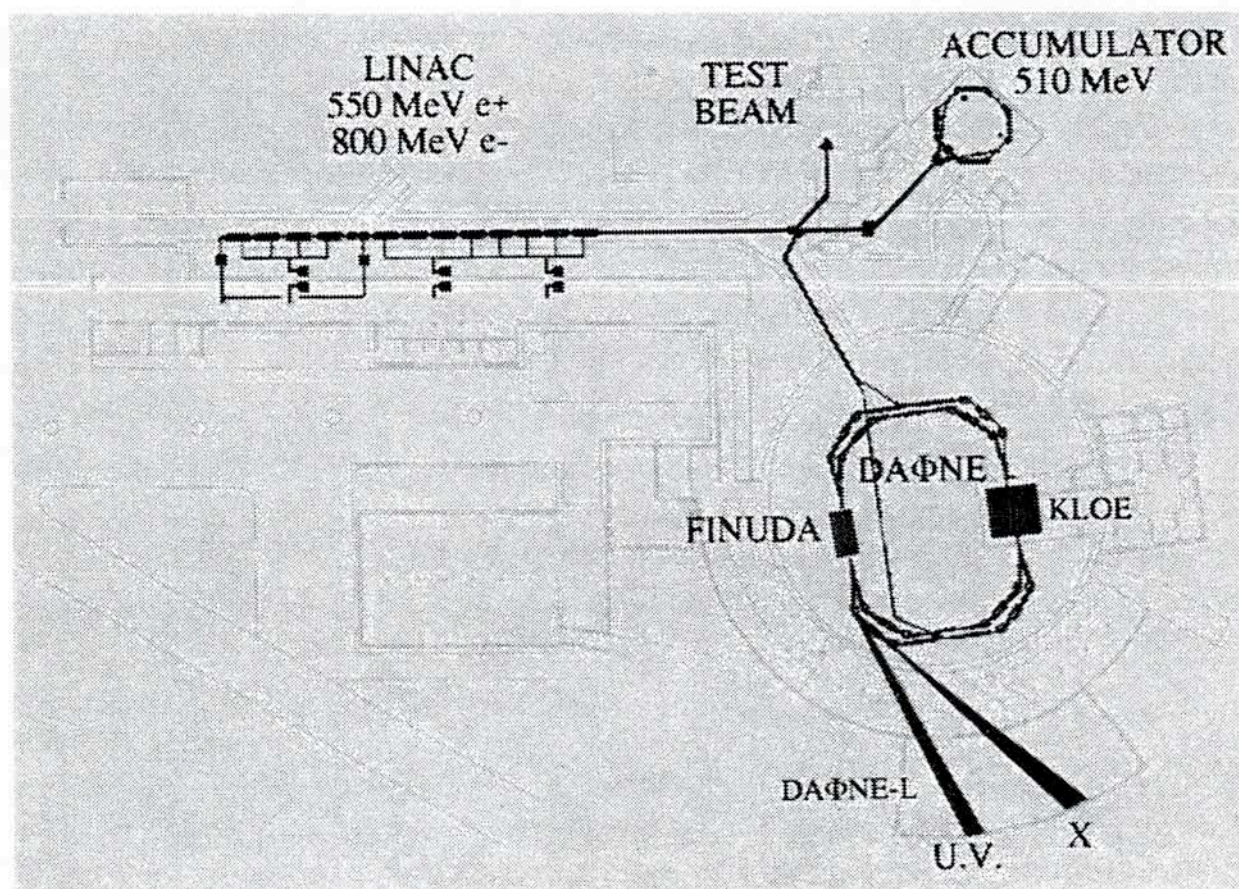 LINAC
550 MeV e+
800 MeV e-
TEST
BEAM
ACCUMULATOR
510 MeV
DAΦNE
KLOE
FINUDA
DAΦNE-L
U.V.
X